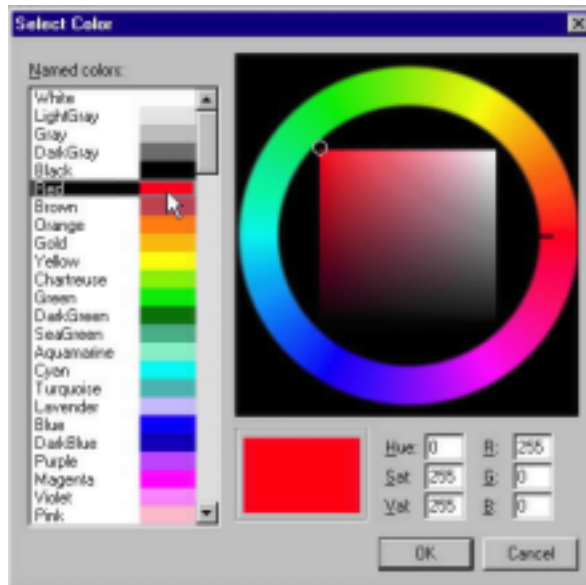 Select Color
Named colors:
White
LightGray
Gray
DarkGray
Black
Red
Brown
Orange
Gold
Yellow
Chartreuse
Green
DarkGreen
SeaGreen
Aquamarine
Cyan
Turquoise
Lavender
Blue
DarkBlue
Purple
Magenta
Violet
Pink
Hue: 0 R: 255
Sat: 255 G: 0
Val: 255 B: 0
OK Cancel